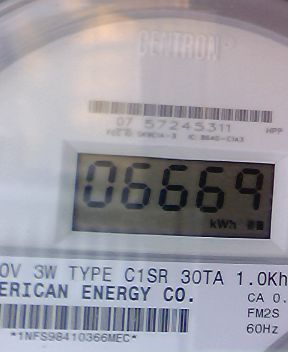 CENTRON®
07 57245311
HPP
06669
kWh
0V 3W TYPE C1SR 30TA 1.0Kh
ERICAN ENERGY CO.
CA 0.
FM2S
60Hz
*1NFS98410366MEC*